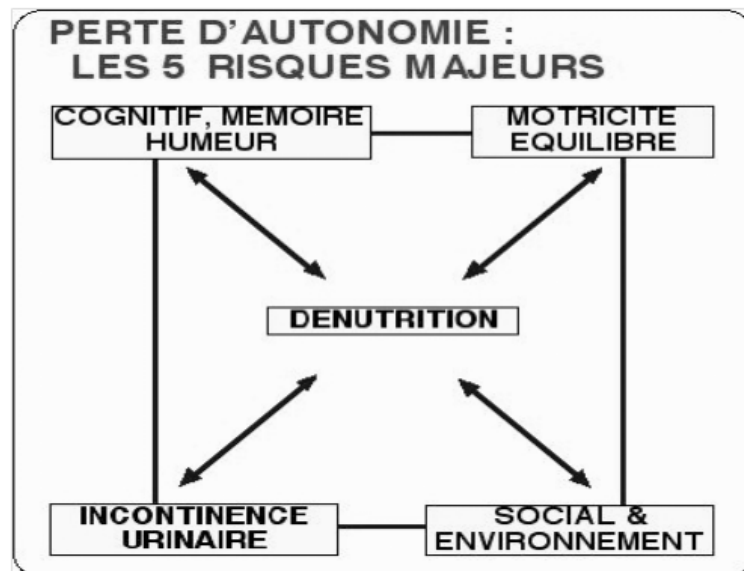 PERTE D'AUTONOMIE :
LES 5 RISQUES MAJEURS
COGNITIF, MEMOIRE
HUMEUR
MOTRICITE
EQUILIBRE
DENUTRITION
INCONTINENCE
URINAIRE
SOCIAL &
ENVIRONNEMENT